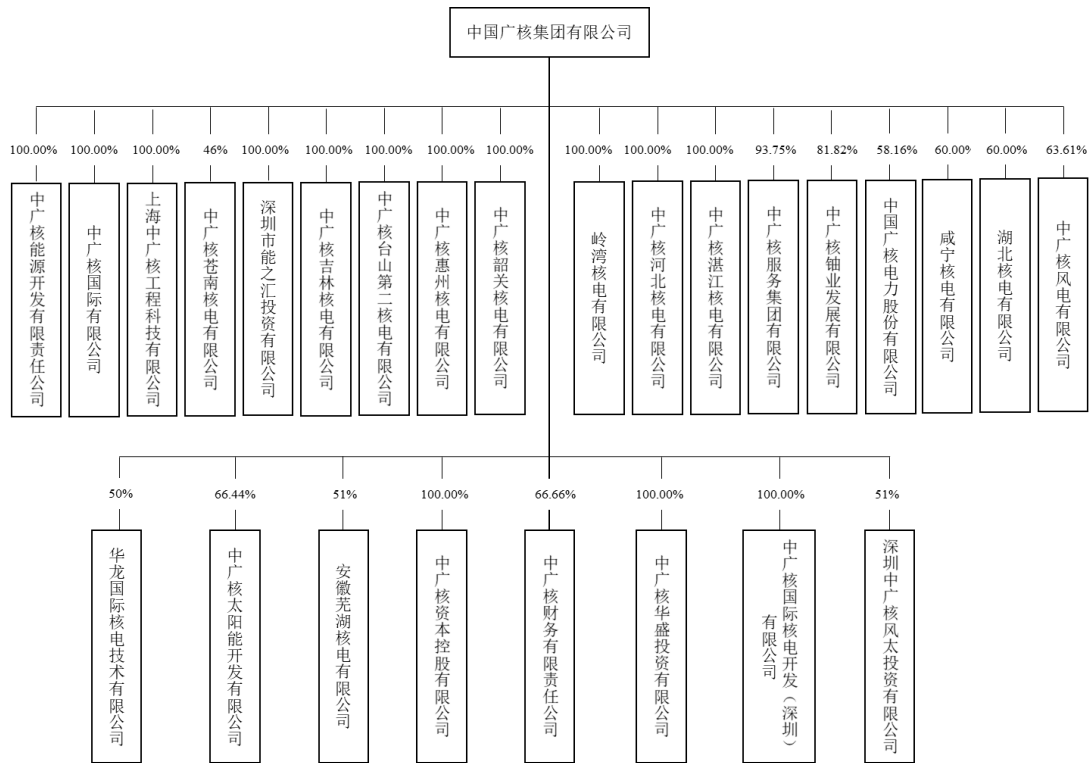 中国广核集团有限公司
100.00%
100.00%
100.00%
46%
100.00%
100.00%
100.00%
100.00%
100.00%
100.00%
100.00%
100.00%
93.75%
81.82%
58.16%
60.00%
60.00%
63.61%
中广核能源开发有限责任公司
中广核国际有限公司
上海中广核工程科技有限公司
中广核苍南核电有限公司
深圳市能之汇投资有限公司
中广核吉林核电有限公司
中广核台山第二核电有限公司
中广核惠州核电有限公司
中广核韶关核电有限公司
岭湾核电有限公司
中广核河北核电有限公司
中广核湛江核电有限公司
中广核服务集团有限公司
中广核铀业发展有限公司
中国广核电力股份有限公司
咸宁核电有限公司
湖北核电有限公司
中广核风电有限公司
50%
66.44%
51%
100.00%
66.66%
100.00%
100.00%
51%
华龙国际核电技术有限公司
中广核太阳能开发有限公司
安徽芜湖核电有限公司
中广核资本控股有限公司
中广核财务有限责任公司
中广核华盛投资有限公司
中广核国际核电开发（深圳）
有限公司
深圳中广核风太投资有限公司